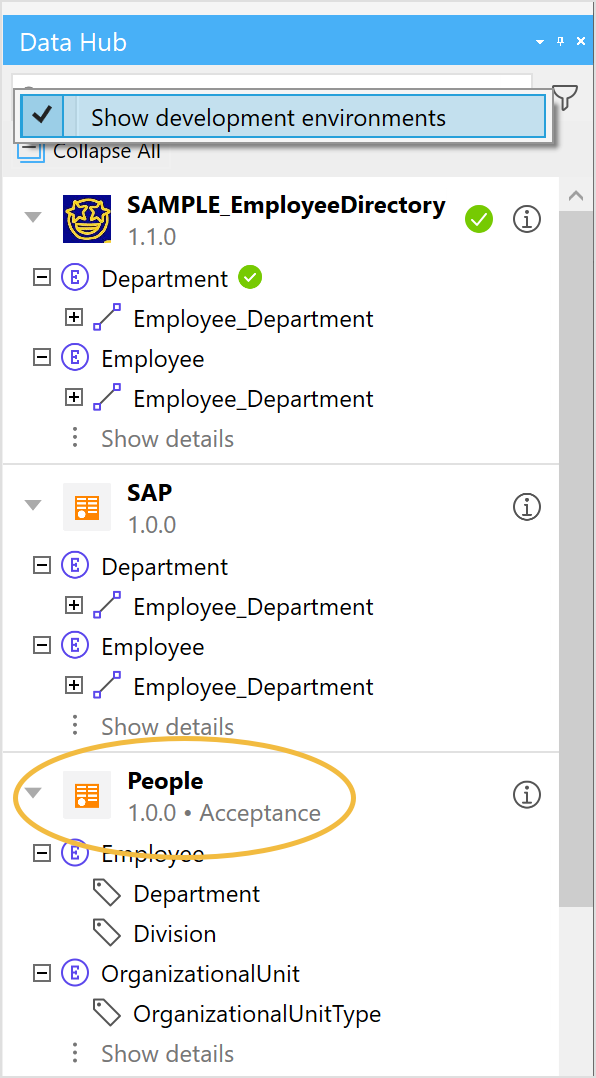 Data Hub
Show development environments
Collapse All
SAMPLE_EmployeeDirectory
1.1.0
Department
Employee_Department
Employee
Employee_Department
Show details
SAP
1.0.0
Department
Employee_Department
Employee
Employee_Department
Show details
People
1.0.0 • Acceptance
Employee
Department
Division
OrganizationalUnit
OrganizationalUnitType
Show details